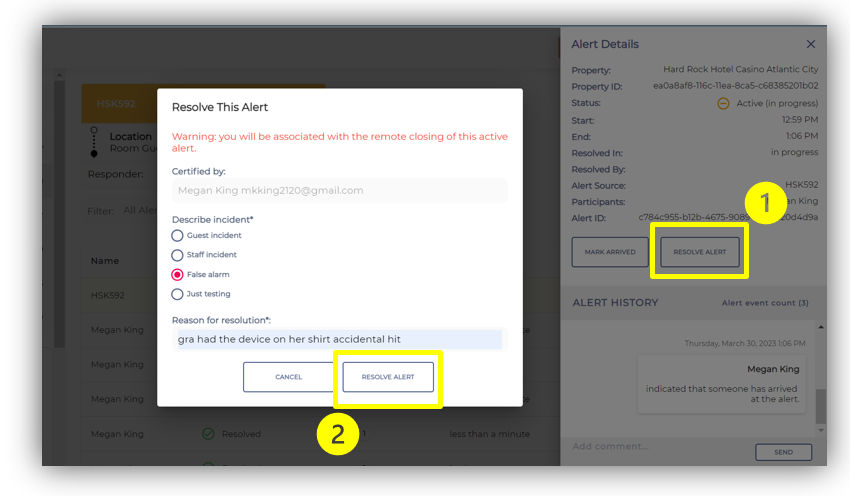 HSK592
Location
Room Gu
Responder:
Filter: All Aler
Name
HSK592
Megan King
Megan King
Megan King
Megan King
Resolved
less than a minute
Resolve This Alert
Warning: you will be associated with the remote closing of this active
alert.
Certified by:
Megan King mkking2120@gmail.com
Describe incident*
Guest incident
Staff incident
False alarm
Just testing
Reason for resolution*:
gra had the device on her shirt accidental hit
CANCEL
RESOLVE ALERT
2
Alert Details
Property: Hard Rock Hotel Casino Atlantic City
Property ID: ea0a8af8-116c-11ea-8ca5-c68385201b02
Status: Active (in progress)
Start: 12:59 PM
End: 1:06 PM
Resolved In: in progress
Resolved By:
Alert Source: HSK592
Participants: an King
Alert ID: c784c955-b12b-4675-9089 20d4d9a
1
MARK ARRIVED
RESOLVE ALERT
ALERT HISTORY Alert event count (3)
Thursday, March 30, 2023 1:06 PM
Megan King
indicated that someone has arrived
at the alert.
Add comment...
SEND